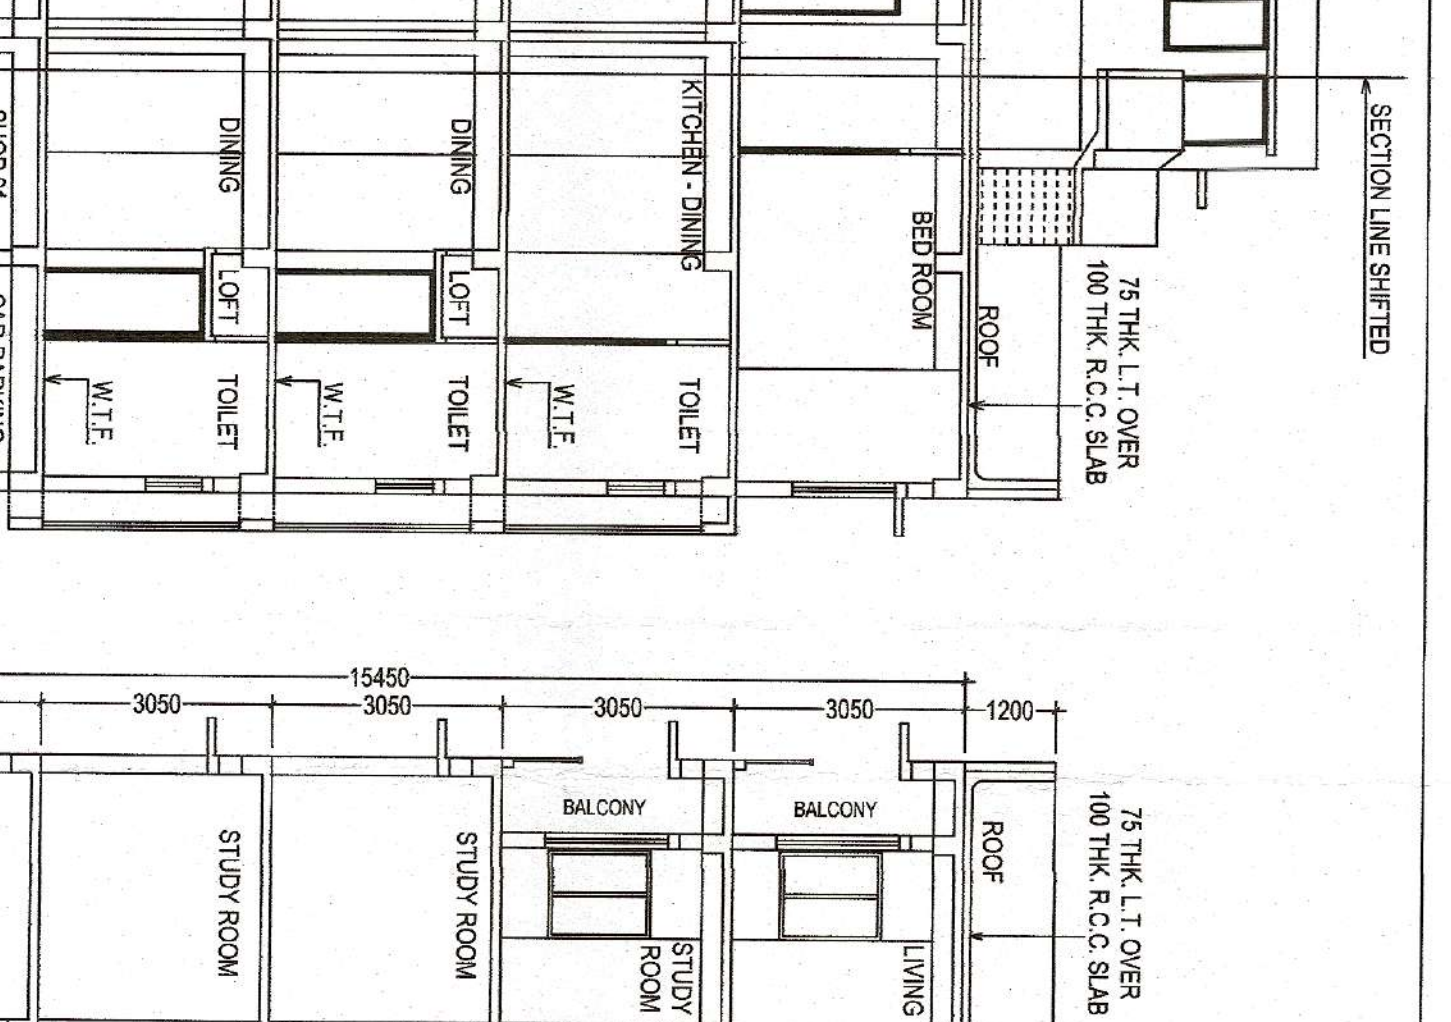 SECTION LINE SHIFTED
75 THK. L.T. OVER
100 THK. R.C.C. SLAB
ROOF
BED ROOM
KITCHEN - DINING
TOILET
W.T.F.
DINING
LOFT
TOILET
W.T.F.
DINING
LOFT
TOILET
W.T.F.
15450
3050
3050
3050
3050
1200
75 THK. L.T. OVER
100 THK. R.C.C. SLAB
ROOF
BALCONY
LIVING
BALCONY
STUDY
ROOM
STUDY ROOM
STUDY ROOM